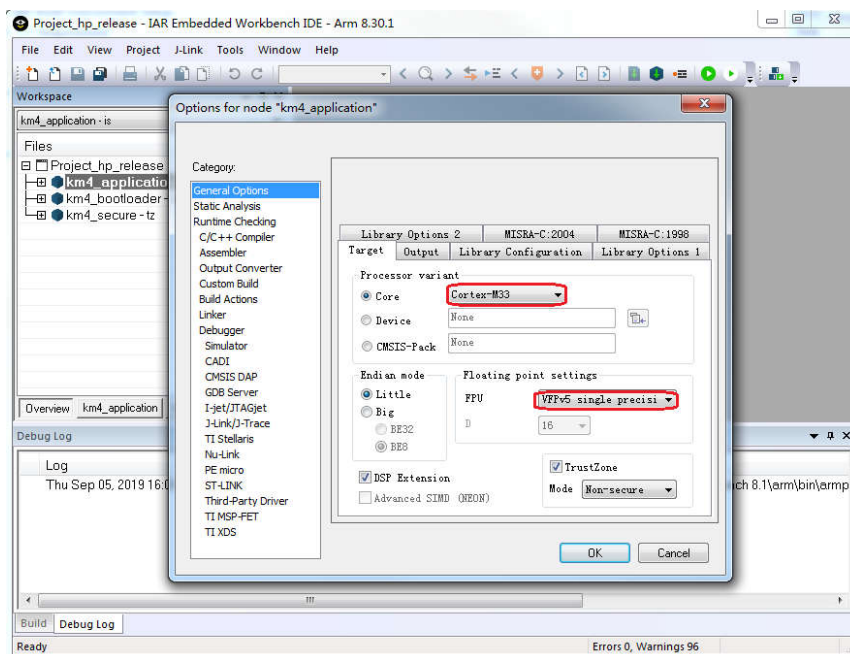 Project_hp_release - IAR Embedded Workbench IDE - Arm 8.30.1
File Edit View Project J-Link Tools Window Help
Workspace
km4_application - is
Files
Project_hp_release
km4_applicatio
km4_bootloader -
km4_secure - tz
Overview km4_application
Options for node "km4_application"
Category:
General Options
Static Analysis
Runtime Checking
C/C++ Compiler
Assembler
Output Converter
Custom Build
Build Actions
Linker
Debugger
Simulator
CADI
CMSIS DAP
GDB Server
I-jet/JTAGjet
J-Link/J-Trace
TI Stellaris
Nu-Link
PE micro
ST-LINK
Third-Party Driver
TI MSP-FET
TI XDS
Library Options 2 MISRA-C:2004 MISRA-C:1998
Target Output Library Configuration Library Options 1
Processor variant
Core Cortex-M33
Device None
CMSIS-Pack None
Endian mode
Little
Big
BE32
BE8
Floating point settings
FPU VFPv5 single precisi
D 16
DSP Extension
Advanced SIMD (NEON)
TrustZone
Mode Non-secure
OK Cancel
Debug Log
Log
Thu Sep 05, 2019 16:0
ch 8.1\arm\bin\armp
Build Debug Log
Ready Errors 0, Warnings 96